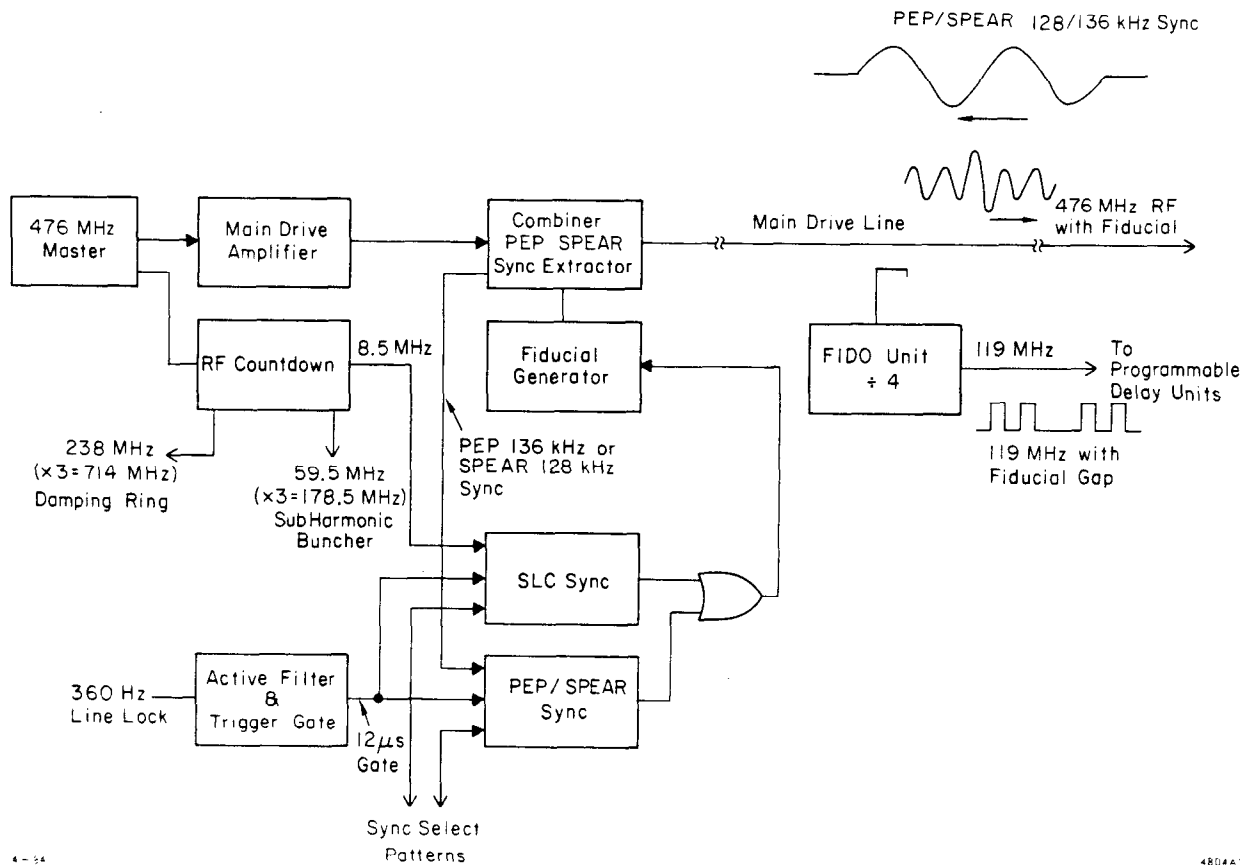 PEP/SPEAR 128/136 kHz Sync
476 MHz
Master
Main Drive
Amplifier
Combiner
PEP SPEAR
Sync Extractor
Main Drive Line
476 MHz RF
with Fiducial
RF Countdown
8.5 MHz
Fiducial
Generator
FIDO Unit
÷ 4
119 MHz
To
Programmable
Delay Units
119 MHz with
Fiducial Gap
238 MHz
(x3=714 MHz)
Damping Ring
59.5 MHz
(x3=178.5 MHz)
SubHarmonic
Buncher
PEP 136 kHz or
SPEAR 128 kHz
Sync
SLC Sync
360 Hz
Line Lock
Active Filter
&
Trigger Gate
12μs
Gate
PEP/SPEAR
Sync
Sync Select
Patterns